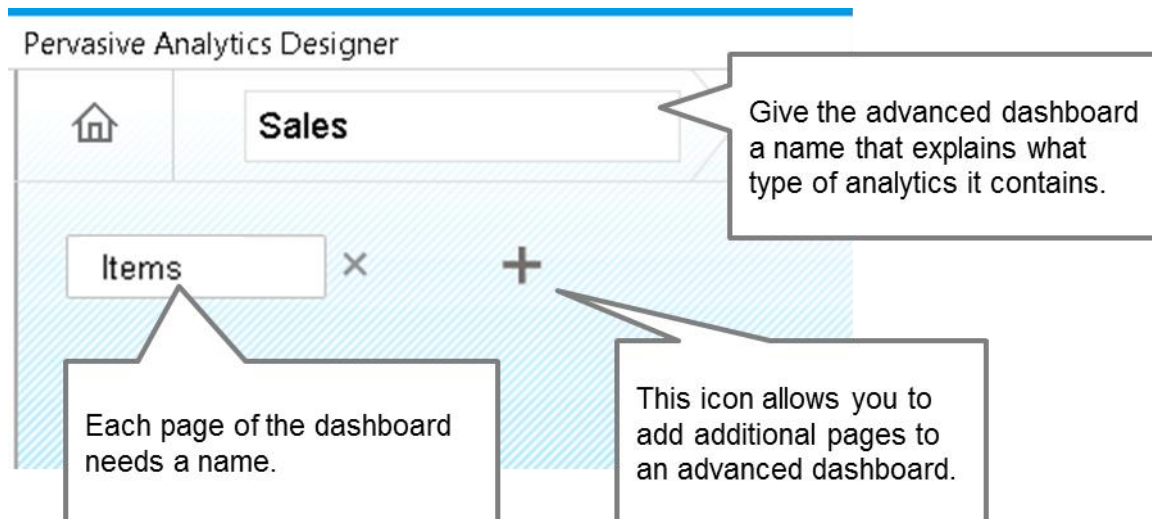 Pervasive Analytics Designer
Sales
Give the advanced dashboard
a name that explains what
type of analytics it contains.
Items
Each page of the dashboard
needs a name.
This icon allows you to
add additional pages to
an advanced dashboard.